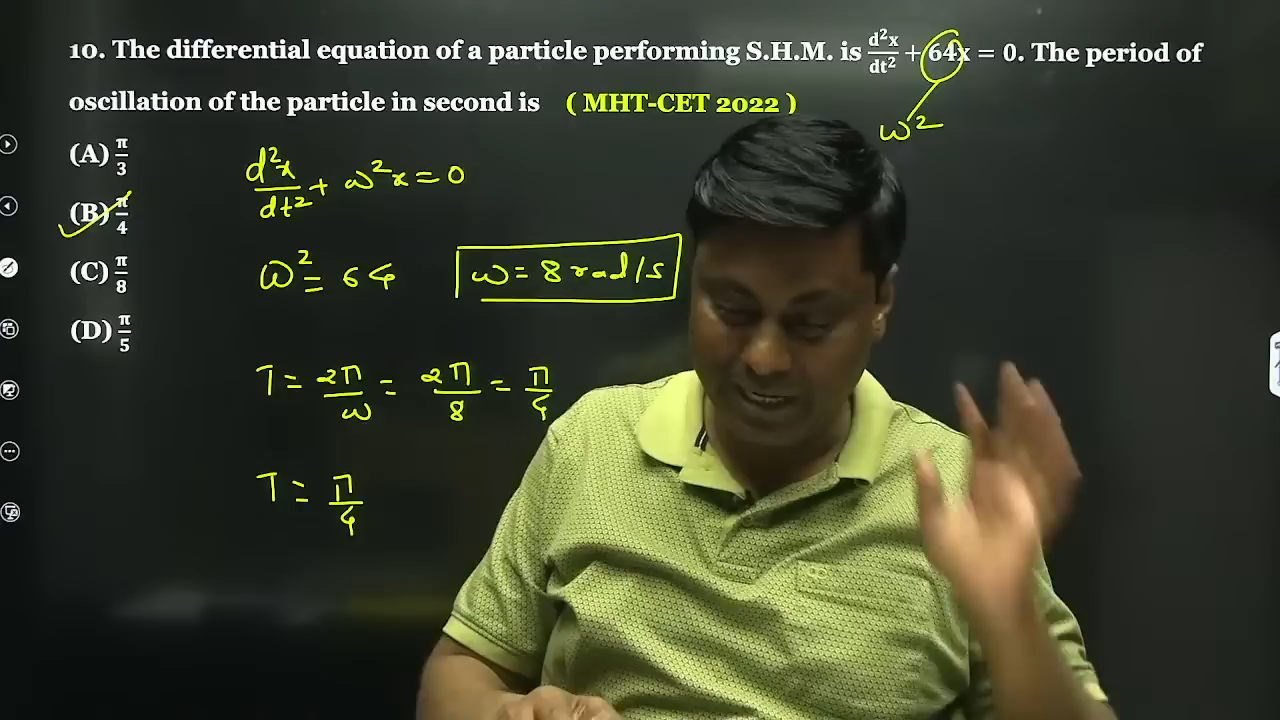 10. The differential equation of a particle performing S.H.M. is d²x/dt² + 64x = 0. The period of
oscillation of the particle in second is ( MHT-CET 2022 )
ω²
(A) π/3
(B) π/4
(C) π/8
(D) π/5
d²x/dt² + ω²x = 0
ω² = 64
ω = 8 rad/s
T = 2π/ω = 2π/8 = π/4
T = π/4